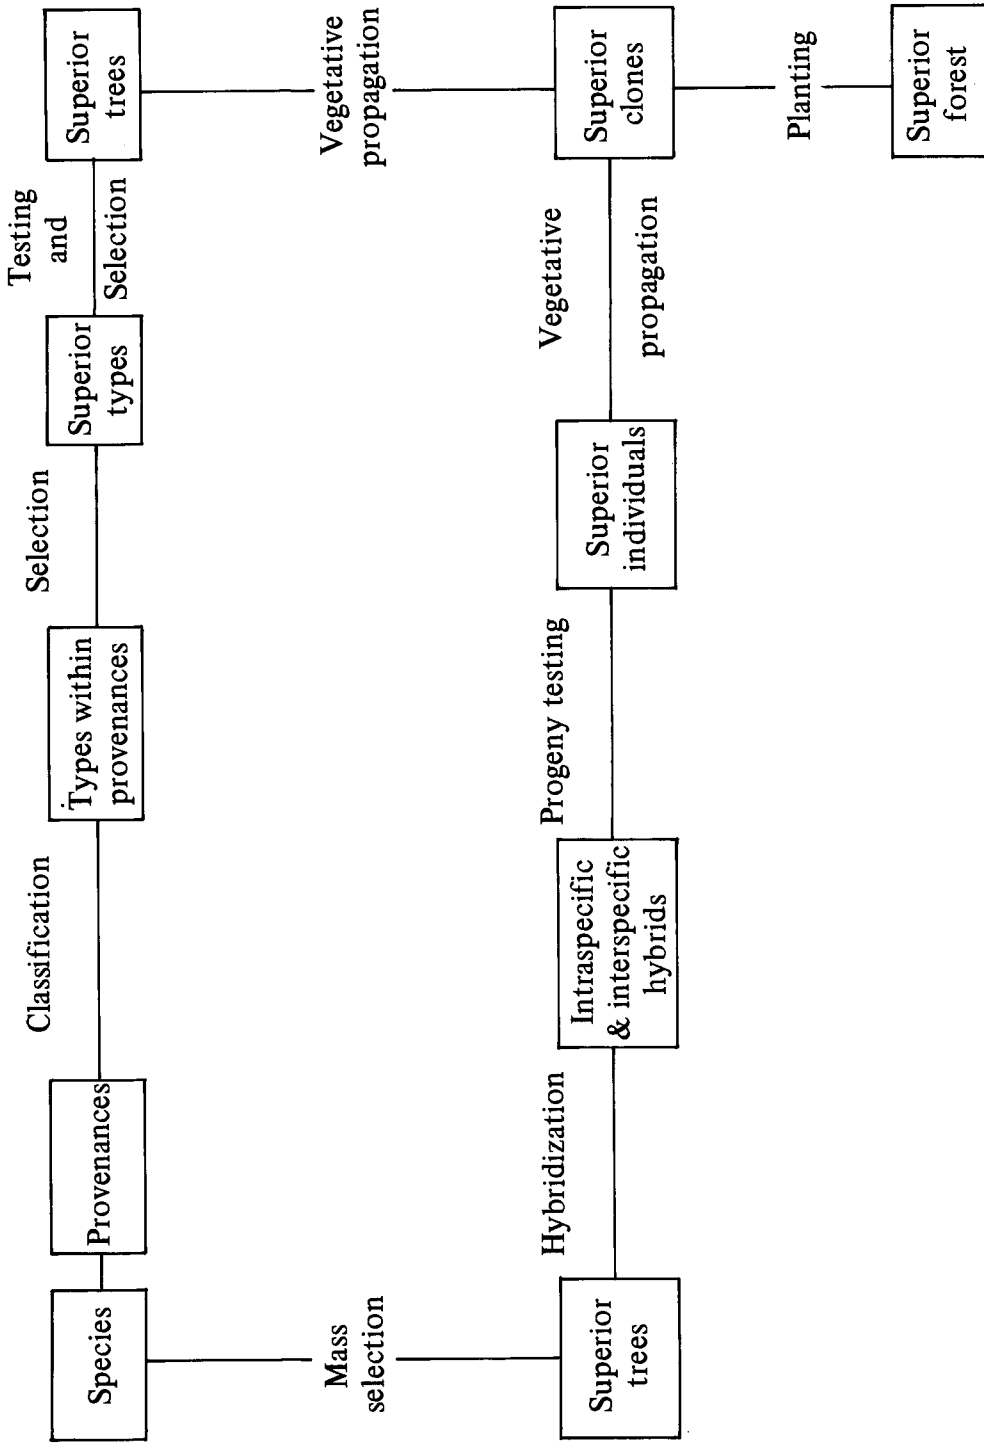 Species
Provenances
Classification
Types within
provenances
Selection
Superior
types
Testing
and
Selection
Superior
trees
Mass
selection
Vegetative
propagation
Superior
trees
Hybridization
Intraspecific
& interspecific
hybrids
Progeny testing
Superior
individuals
Vegetative
propagation
Superior
clones
Planting
Superior
forest